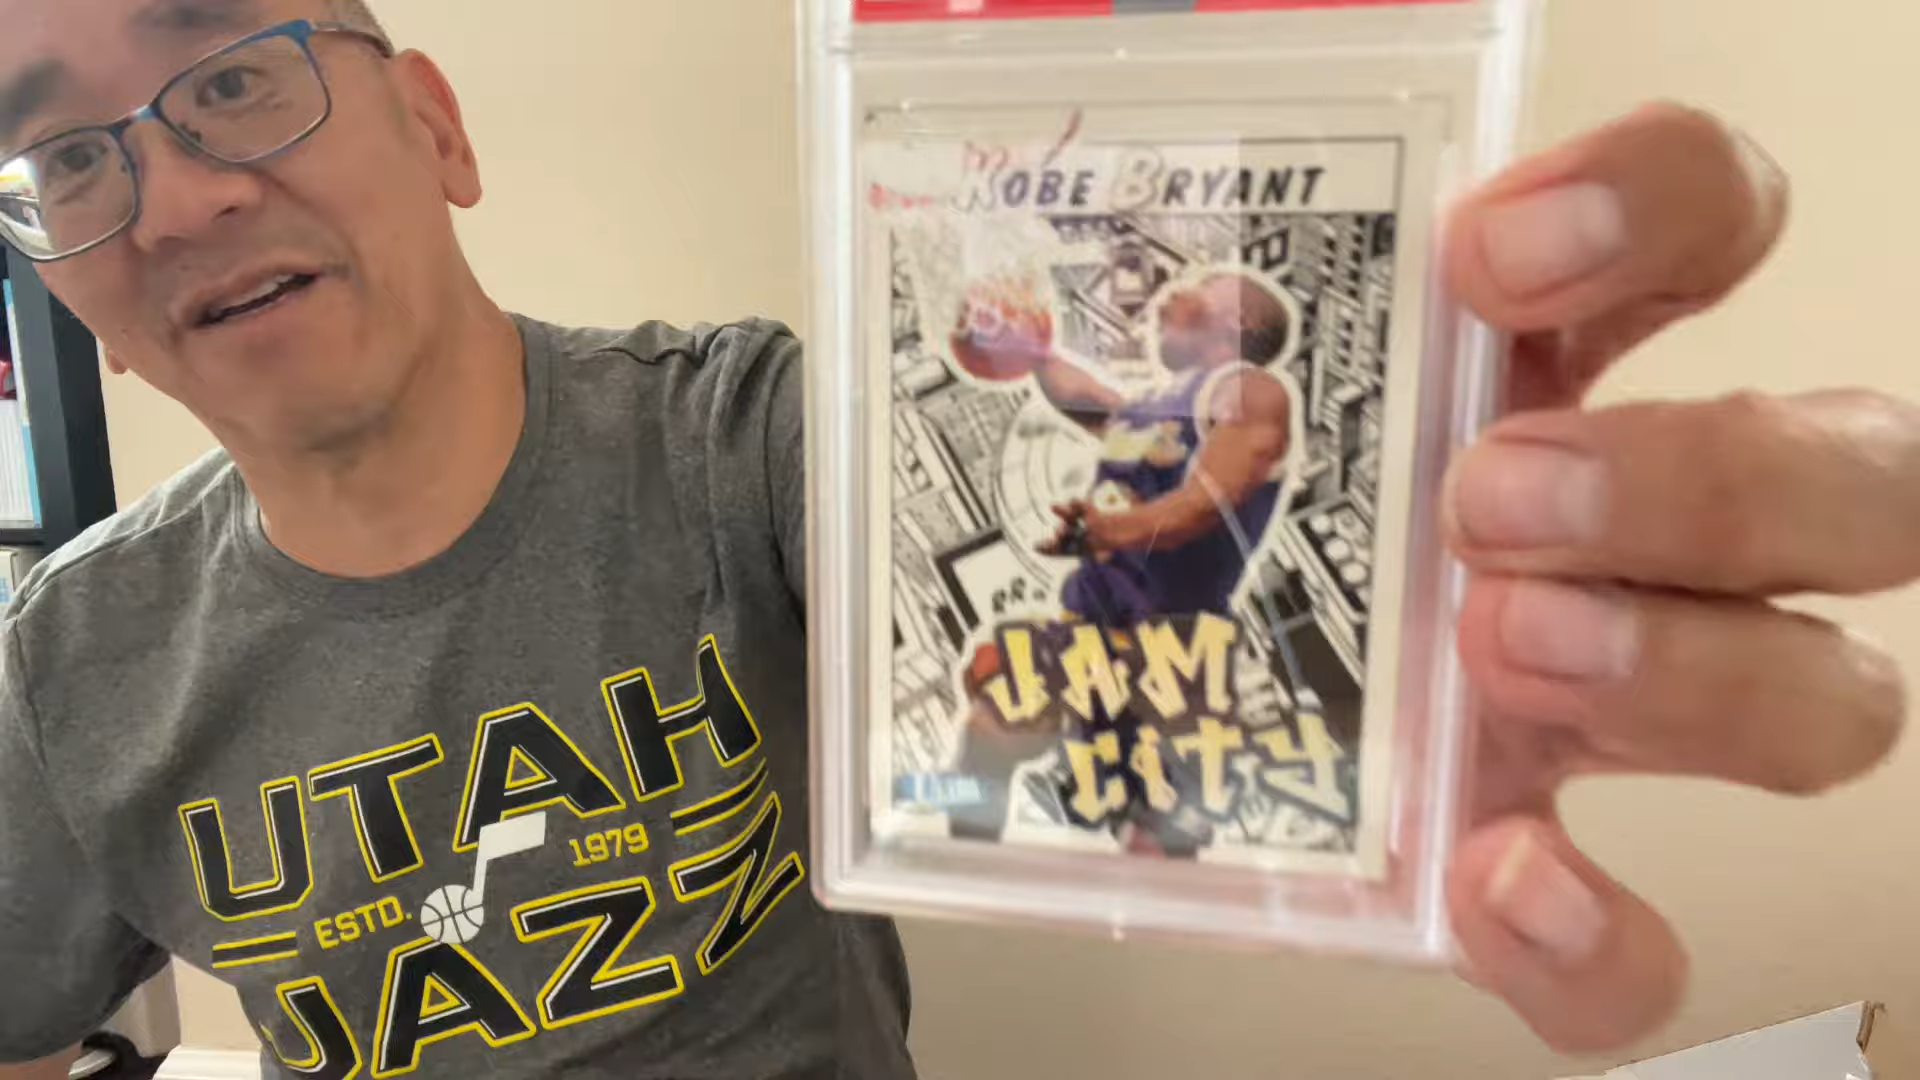 KOBE BRYANT
JAM
CITY
UTAH
ESTD. 1979
JAZZ